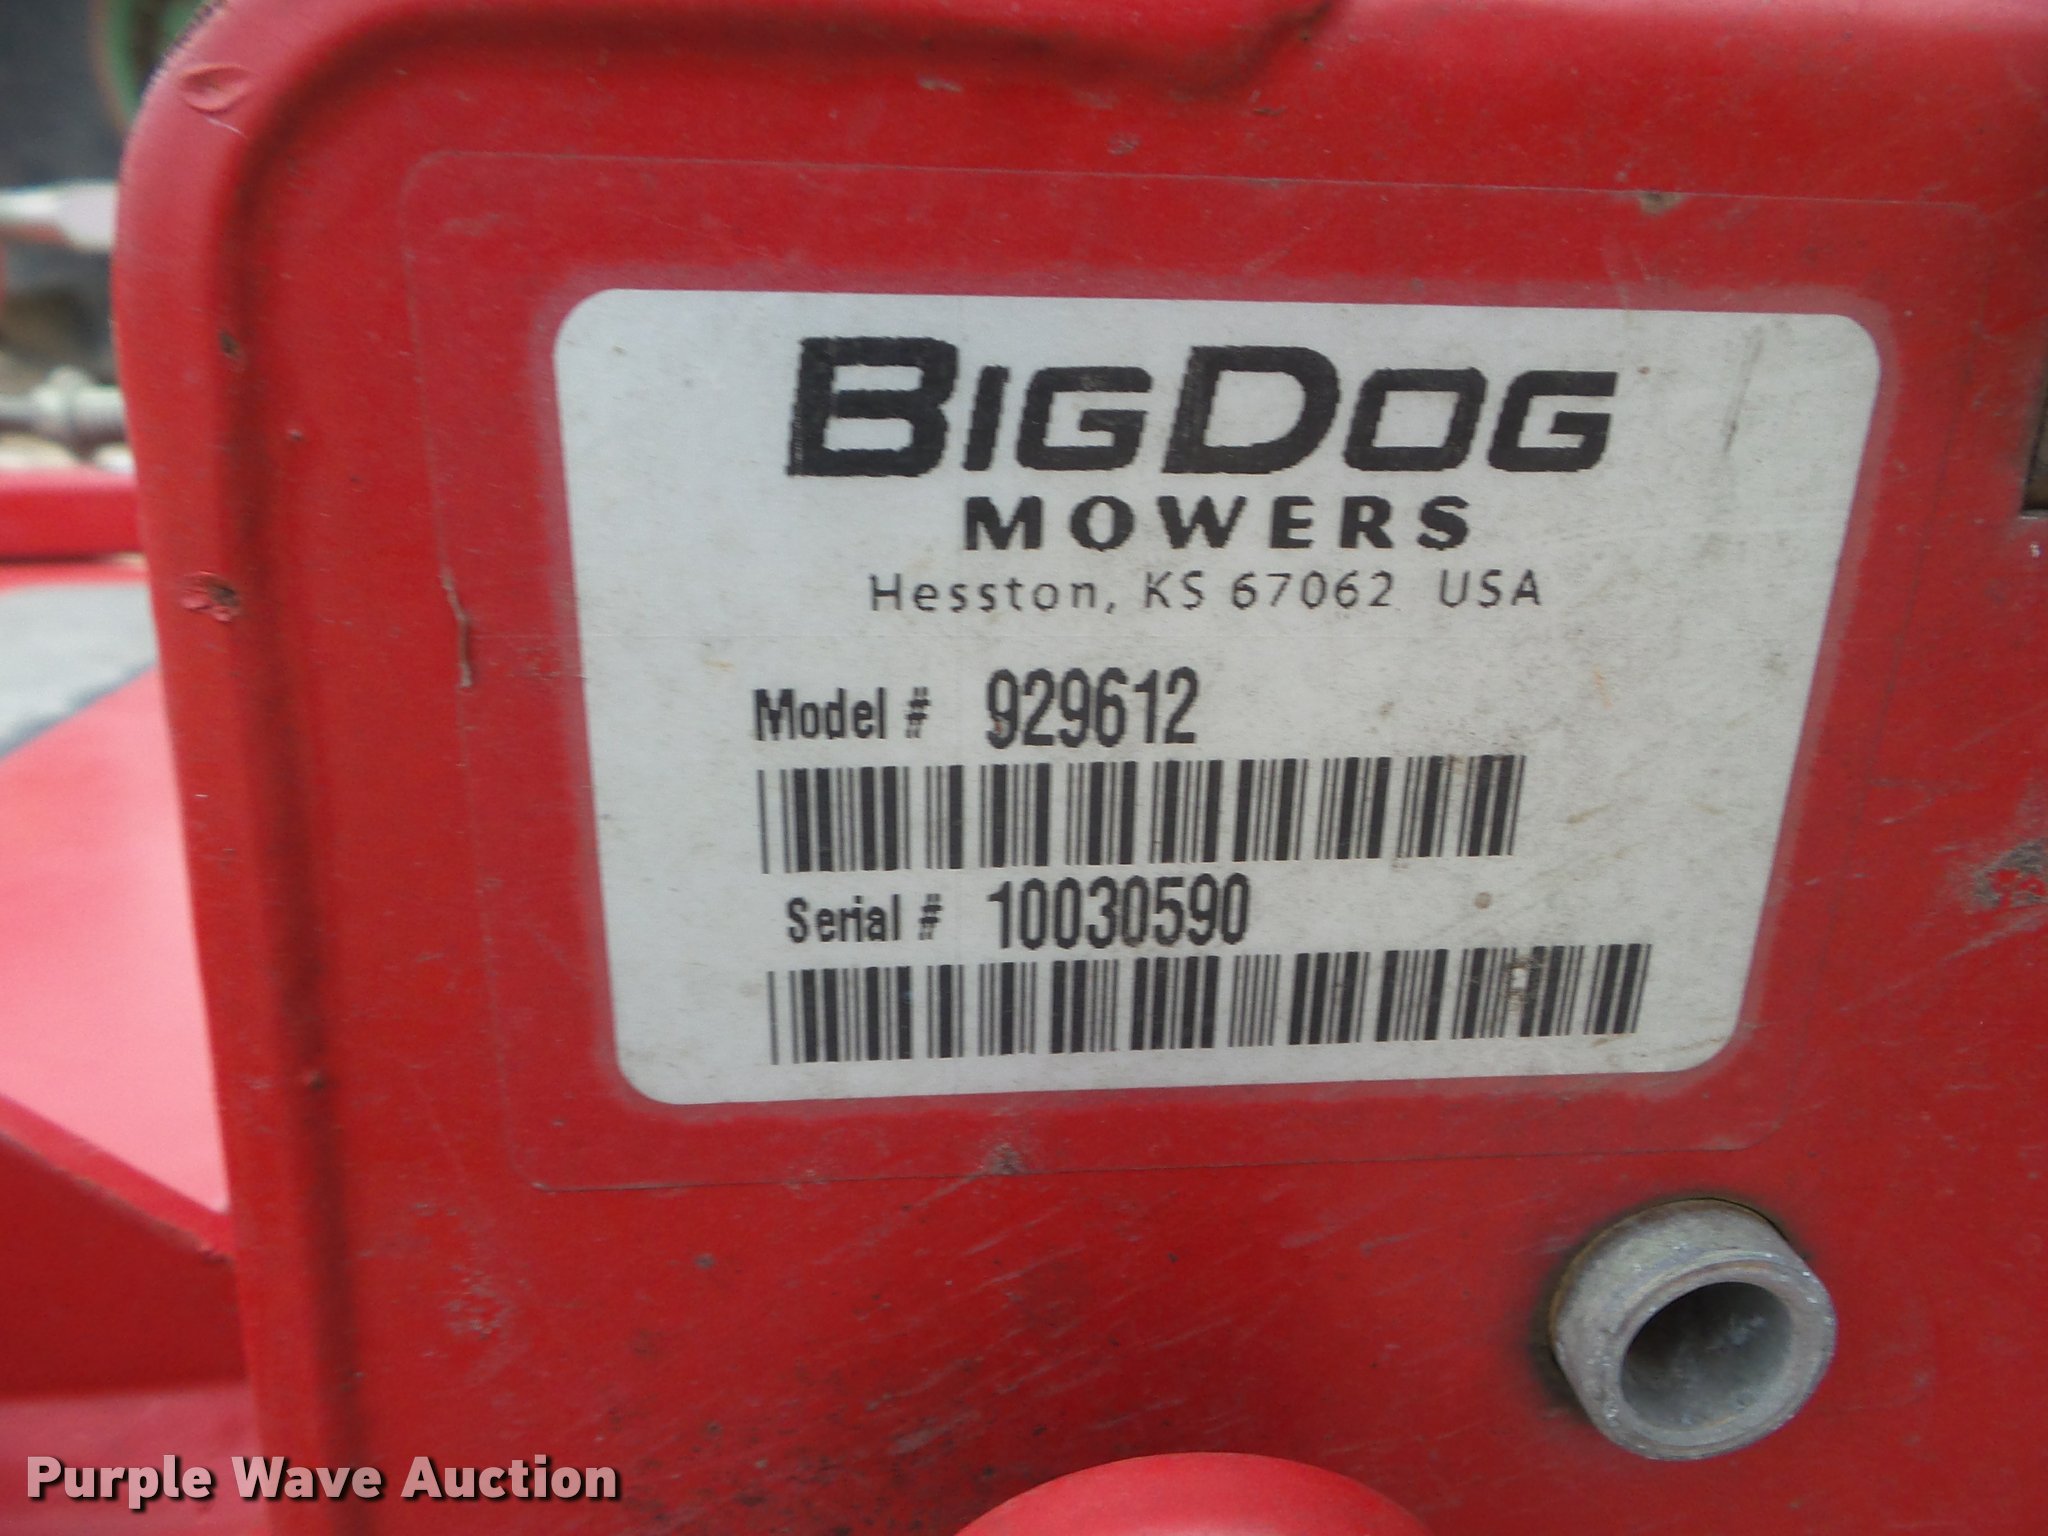 BIGDOG
MOWERS
Hesston, KS 67062 USA
Model # 929612
Serial # 10030590
Purple Wave Auction